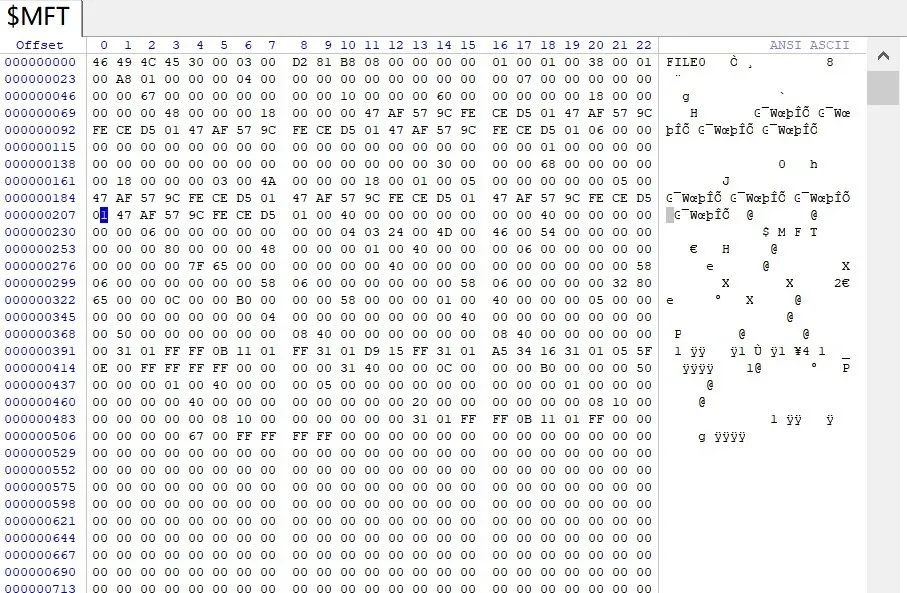 $MFT
Offset 0 1 2 3 4 5 6 7 8 9 10 11 12 13 14 15 16 17 18 19 20 21 22 ANSI ASCII
000000000 46 49 4C 45 30 00 03 00 D2 81 B8 08 00 00 00 00 01 00 01 00 38 00 01 FILE0 Ò ¸ 8
000000023 00 A8 01 00 00 00 04 00 00 00 00 00 00 00 00 00 00 07 00 00 00 00 00 ¨
000000046 00 00 67 00 00 00 00 00 00 00 10 00 00 00 60 00 00 00 00 00 18 00 00 g `
000000069 00 00 00 48 00 00 00 18 00 00 00 47 AF 57 9C FE CE D5 01 47 AF 57 9C H G¯WœþÎÕ G¯Wœ
000000092 FE CE D5 01 47 AF 57 9C FE CE D5 01 47 AF 57 9C FE CE D5 01 06 00 00 þÎÕ G¯WœþÎÕ G¯WœþÎÕ
000000115 00 00 00 00 00 00 00 00 00 00 00 00 00 00 00 00 00 00 01 00 00 00 00
000000138 00 00 00 00 00 00 00 00 00 00 00 00 00 00 30 00 00 00 68 00 00 00 00 0 h
000000161 00 18 00 00 00 03 00 4A 00 00 00 18 00 01 00 05 00 00 00 00 00 05 00 J
000000184 47 AF 57 9C FE CE D5 01 47 AF 57 9C FE CE D5 01 47 AF 57 9C FE CE D5 G¯WœþÎÕ G¯WœþÎÕ G¯WœþÎÕ
000000207 01 47 AF 57 9C FE CE D5 01 00 40 00 00 00 00 00 00 00 40 00 00 00 00 G¯WœþÎÕ @ @
000000230 00 00 06 00 00 00 00 00 00 00 04 03 24 00 4D 00 46 00 54 00 00 00 00 $ M F T
000000253 00 00 00 80 00 00 00 48 00 00 00 01 00 40 00 00 00 06 00 00 00 00 00 € H @
000000276 00 00 00 00 7F 65 00 00 00 00 00 00 40 00 00 00 00 00 00 00 00 00 58 e @ X
000000299 06 00 00 00 00 00 58 06 00 00 00 00 00 58 06 00 00 00 00 00 32 80 X X 2€
000000322 65 00 00 0C 00 00 B0 00 00 00 58 00 00 00 01 00 40 00 00 00 05 00 00 e ° X @
000000345 00 00 00 00 00 00 00 04 00 00 00 00 00 00 00 40 00 00 00 00 00 00 00 @
000000368 00 50 00 00 00 00 00 00 08 40 00 00 00 00 00 00 08 40 00 00 00 00 00 P @ @
000000391 00 31 01 FF FF 0B 11 01 FF 31 01 D9 15 FF 31 01 A5 34 16 31 01 05 5F 1 ÿÿ ÿ1 Ù ÿ1 ¥4 1 _
000000414 0E 00 FF FF FF FF 00 00 00 00 31 40 00 00 0C 00 00 00 B0 00 00 00 50 ÿÿÿÿ 1@ ° P
000000437 00 00 00 01 00 40 00 00 00 05 00 00 00 00 00 00 00 00 00 01 00 00 00 @
000000460 00 00 00 00 40 00 00 00 00 00 00 00 00 20 00 00 00 00 00 00 08 10 00 @
000000483 00 00 00 00 00 08 10 00 00 00 00 00 00 31 01 FF FF 0B 11 01 FF 00 00 1 ÿÿ ÿ
000000506 00 00 00 00 67 00 FF FF FF FF 00 00 00 00 00 00 00 00 00 00 00 00 00 g ÿÿÿÿ
000000529 00 00 00 00 00 00 00 00 00 00 00 00 00 00 00 00 00 00 00 00 00 00 00
000000552 00 00 00 00 00 00 00 00 00 00 00 00 00 00 00 00 00 00 00 00 00 00 00
000000575 00 00 00 00 00 00 00 00 00 00 00 00 00 00 00 00 00 00 00 00 00 00 00
000000598 00 00 00 00 00 00 00 00 00 00 00 00 00 00 00 00 00 00 00 00 00 00 00
000000621 00 00 00 00 00 00 00 00 00 00 00 00 00 00 00 00 00 00 00 00 00 00 00
000000644 00 00 00 00 00 00 00 00 00 00 00 00 00 00 00 00 00 00 00 00 00 00 00
000000667 00 00 00 00 00 00 00 00 00 00 00 00 00 00 00 00 00 00 00 00 00 00 00
000000690 00 00 00 00 00 00 00 00 00 00 00 00 00 00 00 00 00 00 00 00 00 00 00
000000713 00 00 00 00 00 00 00 00 00 00 00 00 00 00 00 00 00 00 00 00 00 00 00